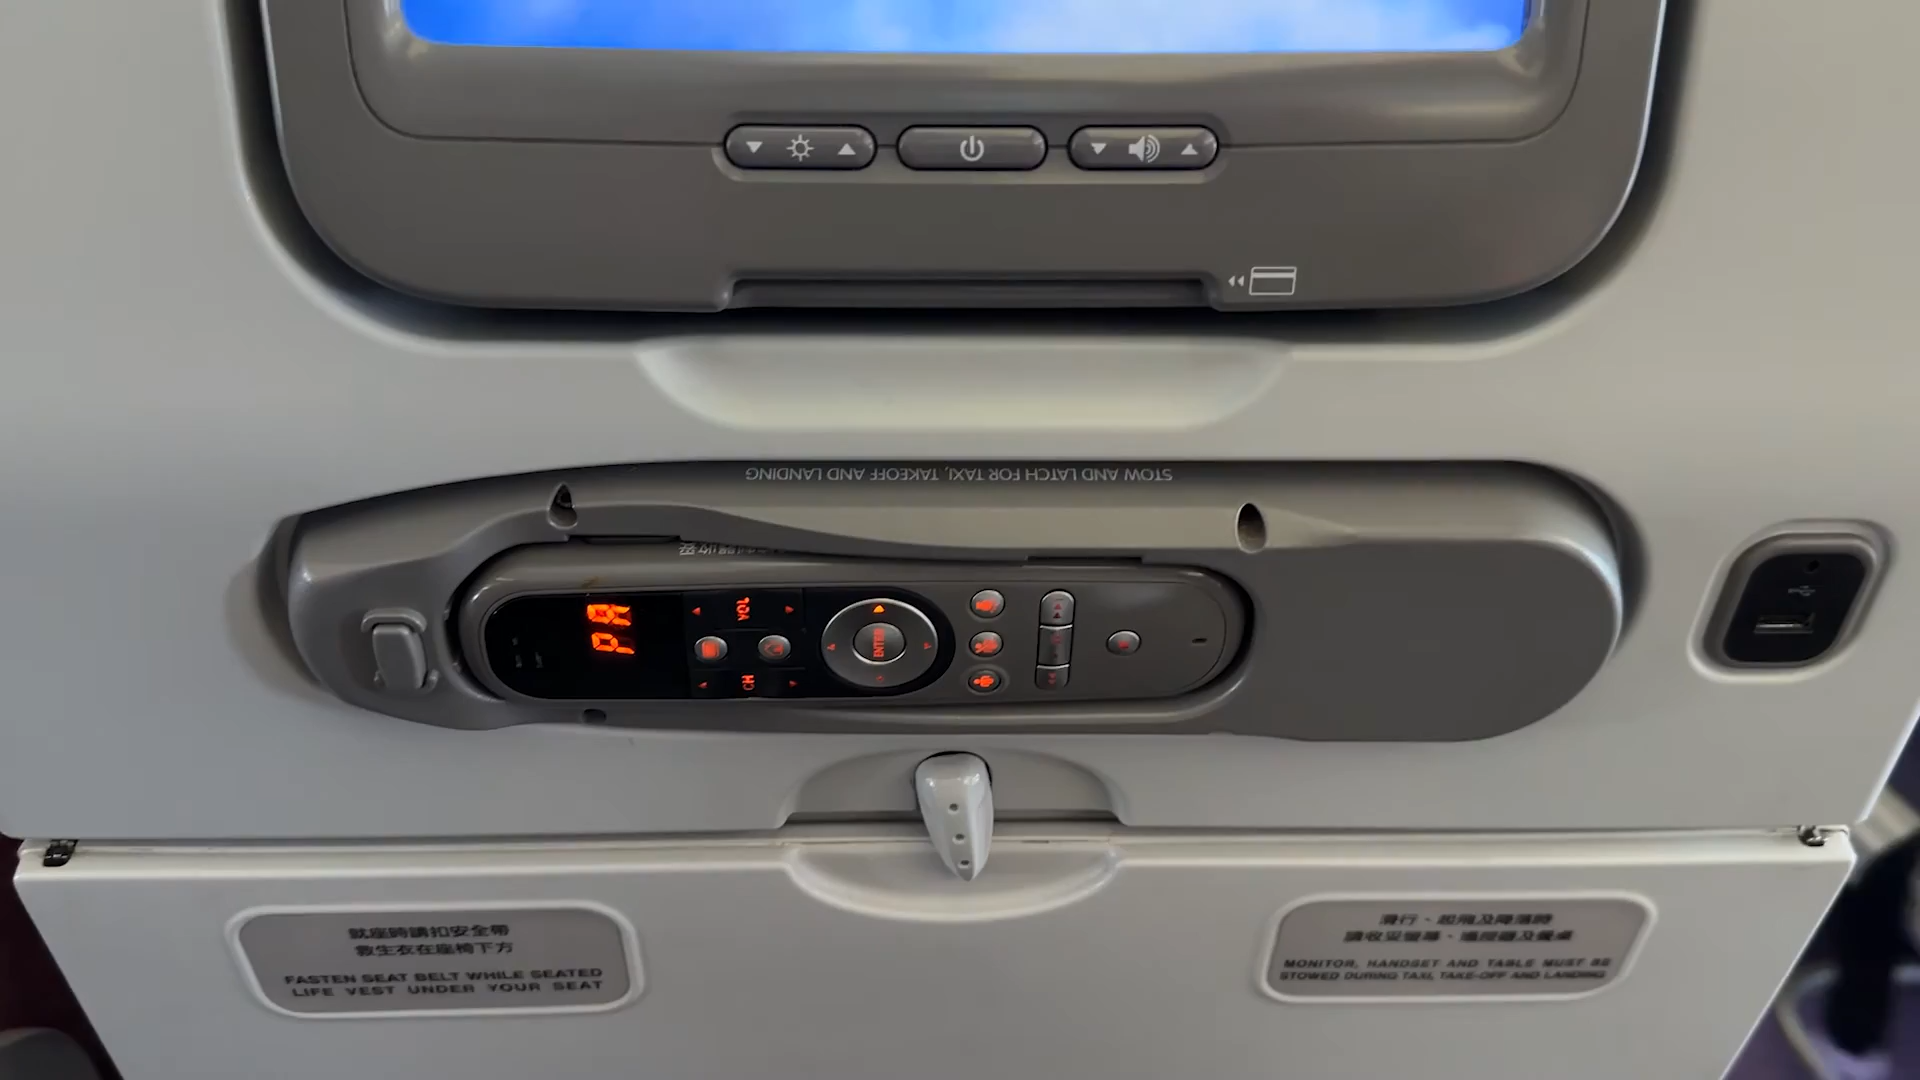 STOW AND LATCH FOR TAXI, TAKEOFF AND LANDING
PA
VOL
ENTER
CH
就座時請扣安全帶
救生衣在座椅下方
FASTEN SEAT BELT WHILE SEATED
LIFE VEST UNDER YOUR SEAT
滑行、起飛及降落時
請收妥螢幕、遙控器及餐桌
MONITOR, HANDSET AND TABLE MUST BE
STOWED DURING TAXI, TAKE-OFF AND LANDING